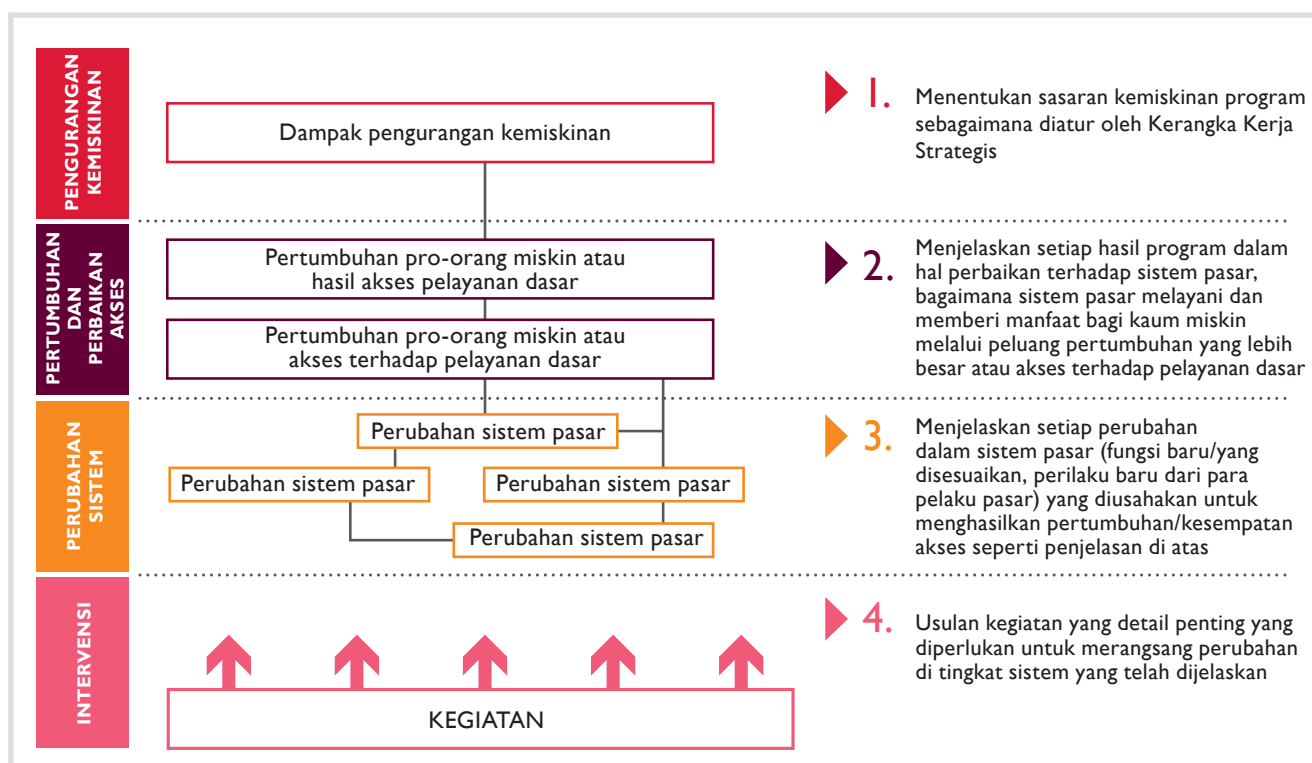 PENGURANGAN
KEMISKINAN
Dampak pengurangan kemiskinan
1.
Menentukan sasaran kemiskinan program
sebagaimana diatur oleh Kerangka Kerja
Strategis
PERTUMBUHAN
DAN
PERBAIKAN
AKSES
Pertumbuhan pro-orang miskin atau
hasil akses pelayanan dasar
Pertumbuhan pro-orang miskin atau
akses terhadap pelayanan dasar
2.
Menjelaskan setiap hasil program dalam
hal perbaikan terhadap sistem pasar,
bagaimana sistem pasar melayani dan
memberi manfaat bagi kaum miskin
melalui peluang pertumbuhan yang lebih
besar atau akses terhadap pelayanan dasar
PERUBAHAN
SISTEM
Perubahan sistem pasar
Perubahan sistem pasar
Perubahan sistem pasar
Perubahan sistem pasar
3.
Menjelaskan setiap perubahan
dalam sistem pasar (fungsi baru/yang
disesuaikan, perilaku baru dari para
pelaku pasar) yang diusahakan untuk
menghasilkan pertumbuhan/kesempatan
akses seperti penjelasan di atas
INTERVENSI
KEGIATAN
4.
Usulan kegiatan yang detail penting yang
diperlukan untuk merangsang perubahan
di tingkat sistem yang telah dijelaskan